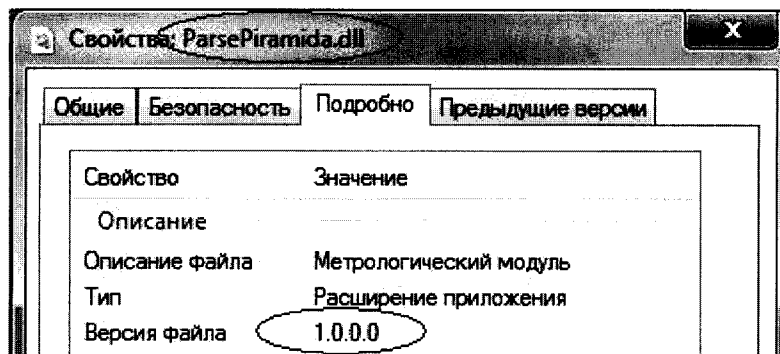 Свойства: ParsePiramida.dll
X
Общие Безопасность Подробно Предыдущие версии
Свойство Значение
Описание
Описание файла Метрологический модуль
Тип Расширение приложения
Версия файла 1.0.0.0